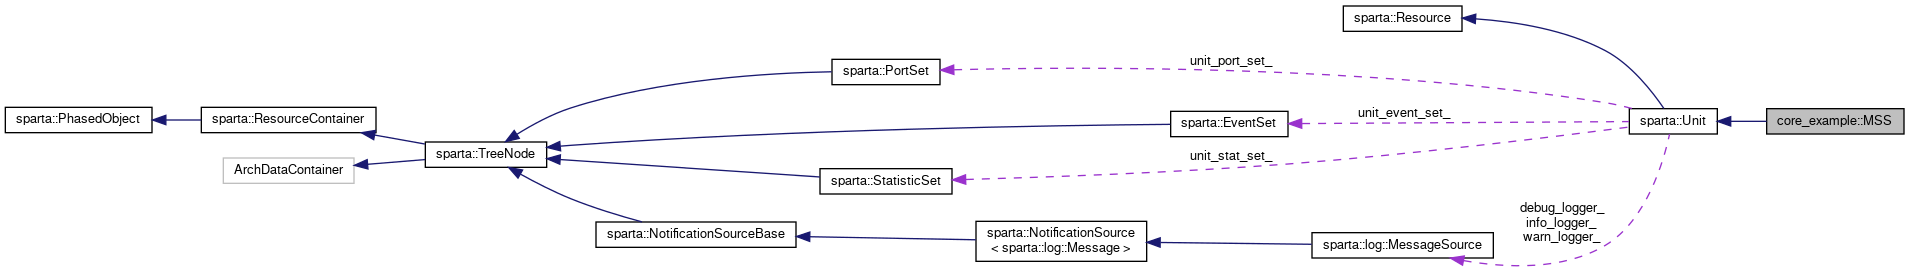 sparta::Resource
unit_port_set_
sparta::PortSet
sparta::PhasedObject
sparta::ResourceContainer
unit_event_set_
sparta::EventSet
sparta::Unit
core_example::MSS
sparta::TreeNode
unit_stat_set_
ArchDataContainer
sparta::StatisticSet
debug_logger_
info_logger_
warn_logger_
sparta::NotificationSourceBase
sparta::NotificationSource
< sparta::log::Message >
sparta::log::MessageSource